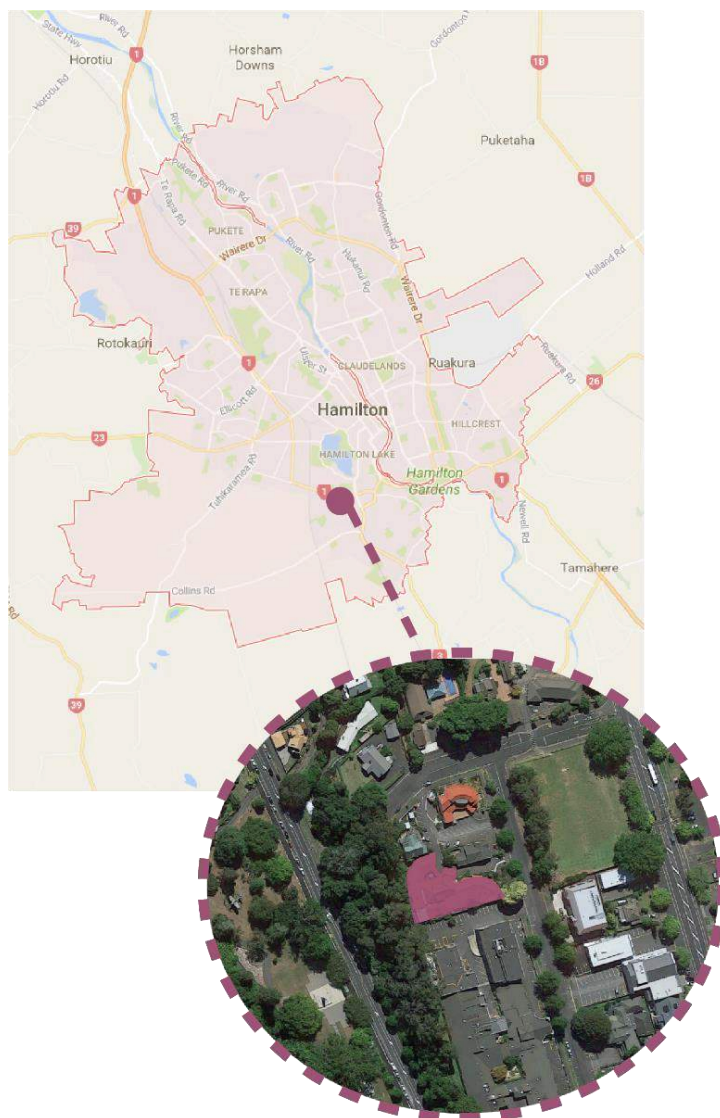 State Hwy
River Rd
Horotiu
1
Horsham
Downs
Gordonton
1B
Horotiu Rd
River Rd
Puketaha
Pukete Rd
1B
Te Rapa Rd
1
River Rd
Gordonton Rd
39
PUKETE
Wairere Dr
River Rd
Hukanui Rd
Holland Rd
TE RAPA
Wairere Dr
Rotokauri
1
Ulster St
CLAUDELANDS
Ruakura
Ruakura Rd
26
Ellicott Rd
Hamilton
23
HILLCREST
HAMILTON LAKE
Tuhikaramea Rd
Hamilton
Gardens
1
1
Newell Rd
Tamahere
Collins Rd
3
39